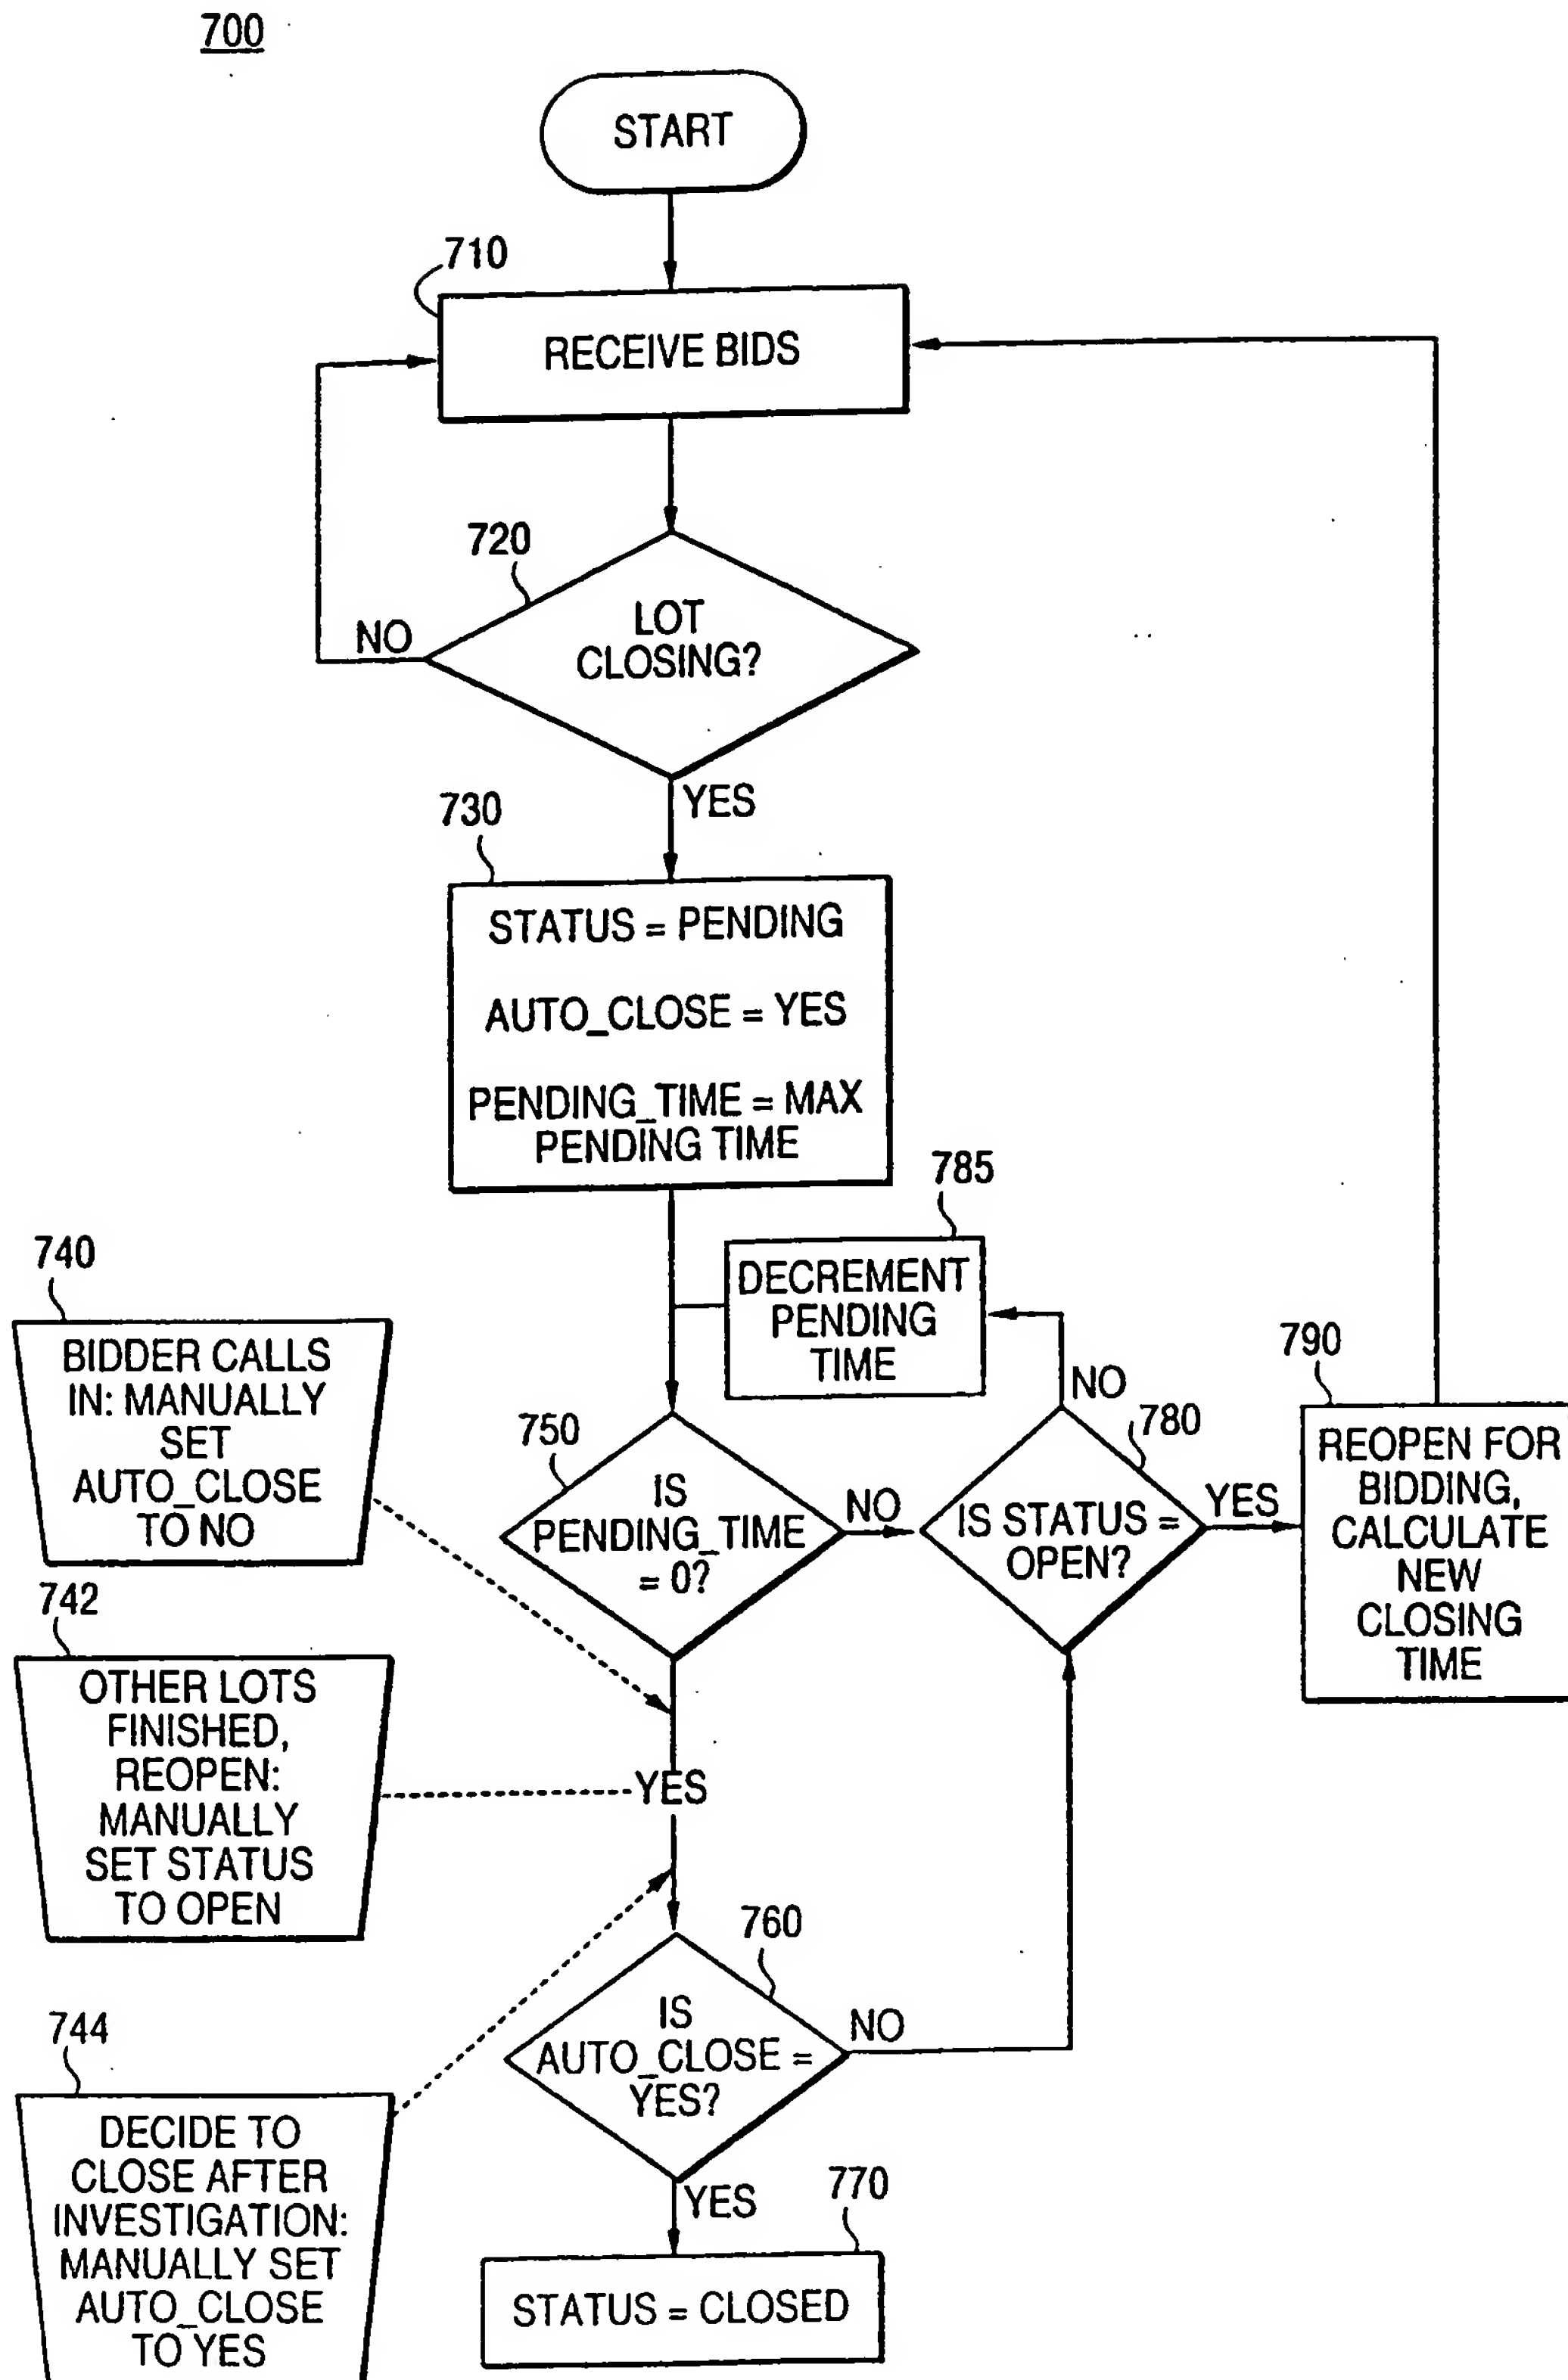 700
START
710
RECEIVE BIDS
720
LOT
CLOSING?
NO
YES
730
STATUS = PENDING
AUTO_CLOSE = YES
PENDING_TIME = MAX
PENDING TIME
785
DECREMENT
PENDING
TIME
740
BIDDER CALLS
IN: MANUALLY
SET
AUTO_CLOSE
TO NO
750
IS
PENDING_TIME
= 0?
NO
NO
780
IS STATUS =
OPEN?
YES
790
REOPEN FOR
BIDDING,
CALCULATE
NEW
CLOSING
TIME
742
OTHER LOTS
FINISHED,
REOPEN:
MANUALLY
SET STATUS
TO OPEN
YES
760
IS
AUTO_CLOSE =
YES?
NO
744
DECIDE TO
CLOSE AFTER
INVESTIGATION:
MANUALLY SET
AUTO_CLOSE
TO YES
YES
770
STATUS = CLOSED